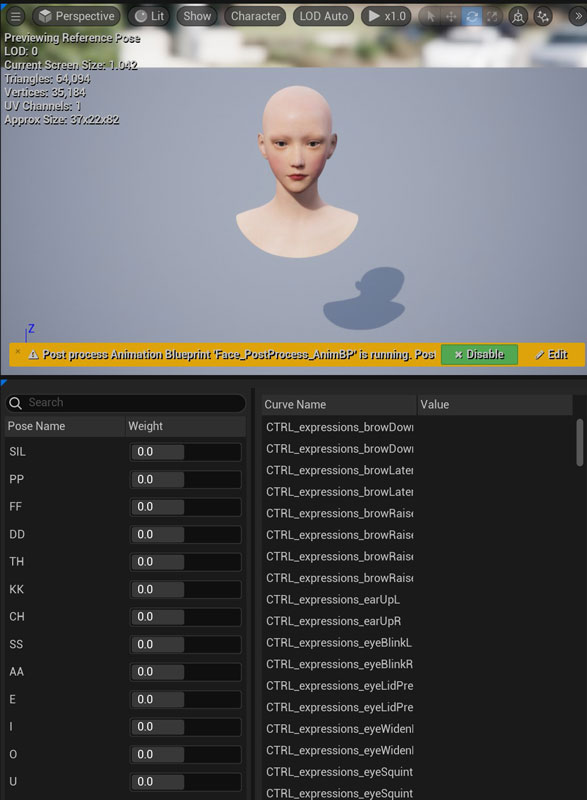 Perspective Lit Show Character LOD Auto x1.0
Previewing Reference Pose
LOD: 0
Current Screen Size: 1.042
Triangles: 64,094
Vertices: 35,184
UV Channels: 1
Approx Size: 37x22x82
Z
Post process Animation Blueprint 'Face_PostProcess_AnimBP' is running. Pos Disable Edit
Search
Pose Name Weight
SIL 0.0
PP 0.0
FF 0.0
DD 0.0
TH 0.0
KK 0.0
CH 0.0
SS 0.0
AA 0.0
E 0.0
I 0.0
O 0.0
U 0.0
Curve Name Value
CTRL_expressions_browDown
CTRL_expressions_browDown
CTRL_expressions_browLater
CTRL_expressions_browLater
CTRL_expressions_browRaise
CTRL_expressions_browRaise
CTRL_expressions_browRaise
CTRL_expressions_browRaise
CTRL_expressions_earUpL
CTRL_expressions_earUpR
CTRL_expressions_eyeBlinkL
CTRL_expressions_eyeBlinkR
CTRL_expressions_eyeLidPre
CTRL_expressions_eyeLidPre
CTRL_expressions_eyeWiden
CTRL_expressions_eyeWiden
CTRL_expressions_eyeSquint
CTRL_expressions_eyeSquint